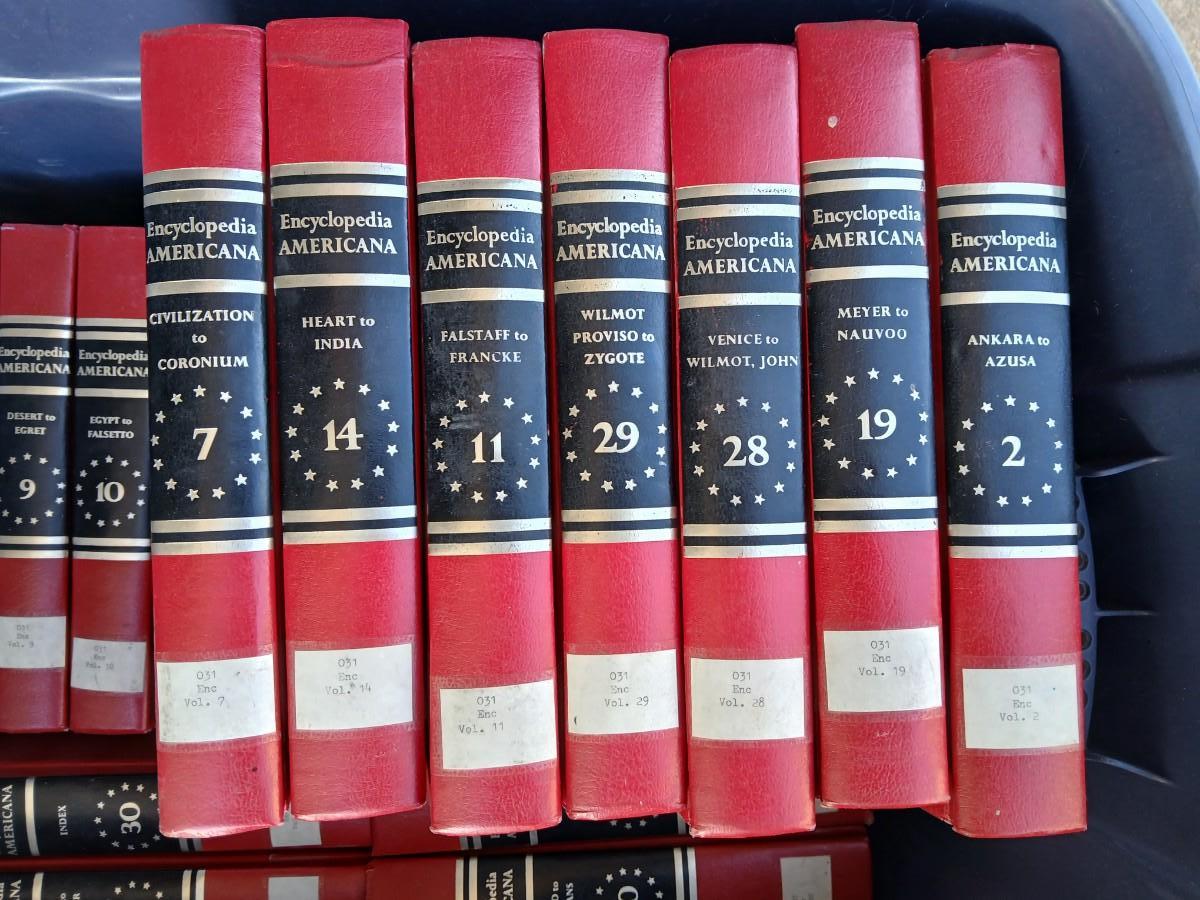 Encyclopedia
AMERICANA
DESERT to
EGRET
9
031
Enc
Vol. 9
Encyclopedia
AMERICANA
EGYPT to
FALSETTO
10
031
Enc
Vol. 10
Encyclopedia
AMERICANA
CIVILIZATION
to
CORONIUM
7
031
Enc
Vol. 7
Encyclopedia
AMERICANA
HEART to
INDIA
14
031
Enc
Vol. 14
Encyclopedia
AMERICANA
FALSTAFF to
FRANCKE
11
031
Enc
Vol. 11
Encyclopedia
AMERICANA
WILMOT
PROVISO to
ZYGOTE
29
031
Enc
Vol. 29
Encyclopedia
AMERICANA
VENICE to
WILMOT, JOHN
28
031
Enc
Vol. 28
Encyclopedia
AMERICANA
MEYER to
NAUVOO
19
031
Enc
Vol. 19
Encyclopedia
AMERICANA
ANKARA to
AZUSA
2
031
Enc
Vol. 2
AMERICANA
INDEX
30